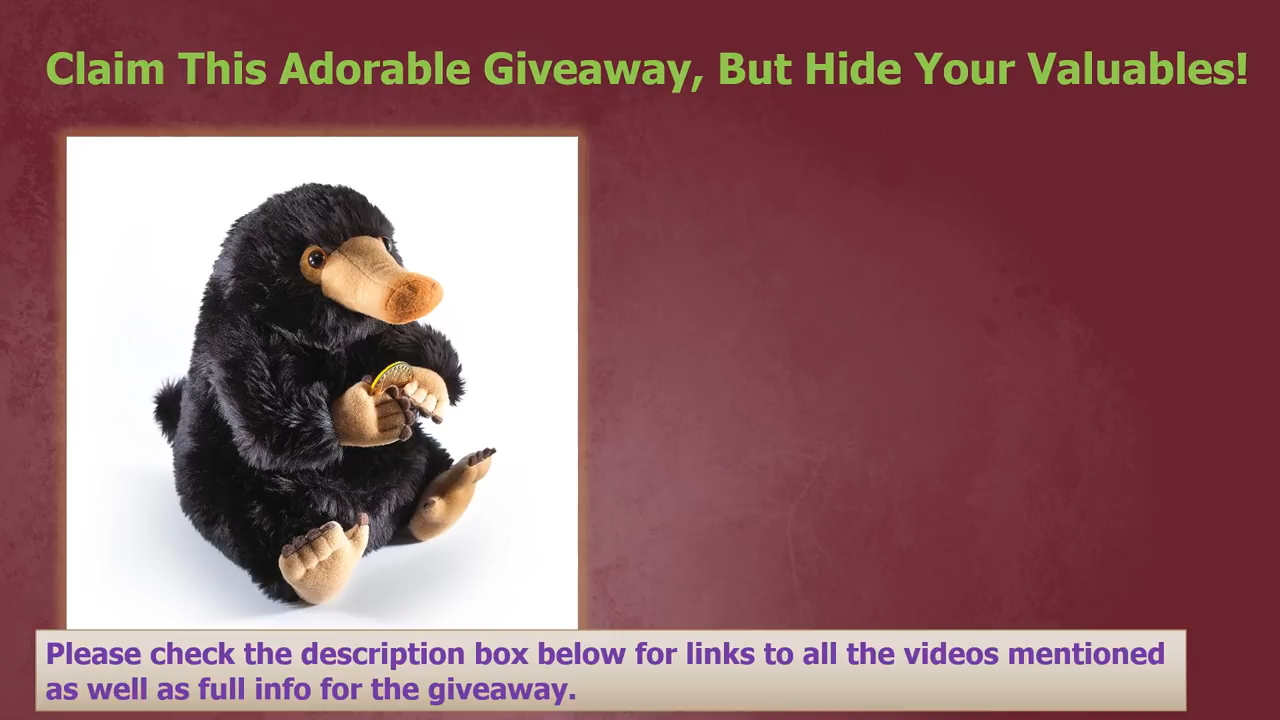 Claim This Adorable Giveaway, But Hide Your Valuables!
Please check the description box below for links to all the videos mentioned
as well as full info for the giveaway.